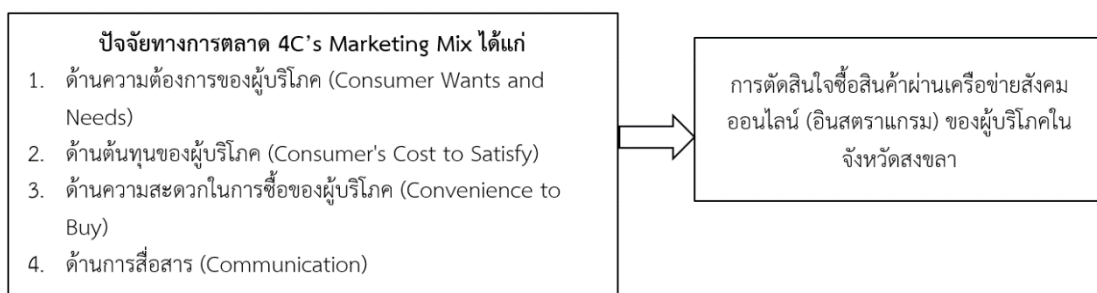 ปัจจัยทางการตลาด 4C's Marketing Mix ได้แก่
1. ด้านความต้องการของผู้บริโภค (Consumer Wants and
Needs)
2. ด้านต้นทุนของผู้บริโภค (Consumer's Cost to Satisfy)
3. ด้านความสะดวกในการซื้อของผู้บริโภค (Convenience to
Buy)
4. ด้านการสื่อสาร (Communication)
การตัดสินใจซื้อสินค้าผ่านเครือข่ายสังคม
ออนไลน์ (อินสตราแกรม) ของผู้บริโภคใน
จังหวัดสงขลา